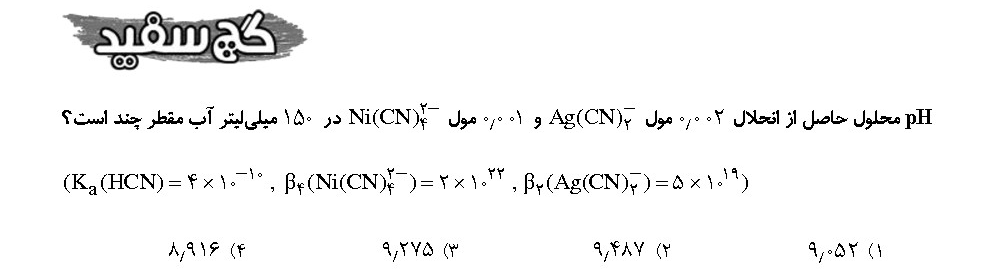 گچ سفید
pH محلول حاصل از انحلال ۰٫۰۰۲ مول Ag(CN)₂⁻ و ۰٫۰۰۱ مول Ni(CN)₄²⁻ در ۱۵۰ میلی‌لیتر آب مقطر چند است؟
(Kₐ(HCN) = ۴ × ۱۰⁻¹⁰ , β₄(Ni(CN)₄²⁻) = ۲ × ۱۰²² , β₂(Ag(CN)₂⁻) = ۵ × ۱۰¹⁹)
۱) ۹٫۰۵۲ ۲) ۹٫۴۸۷ ۳) ۹٫۲۷۵ ۴) ۸٫۹۱۶